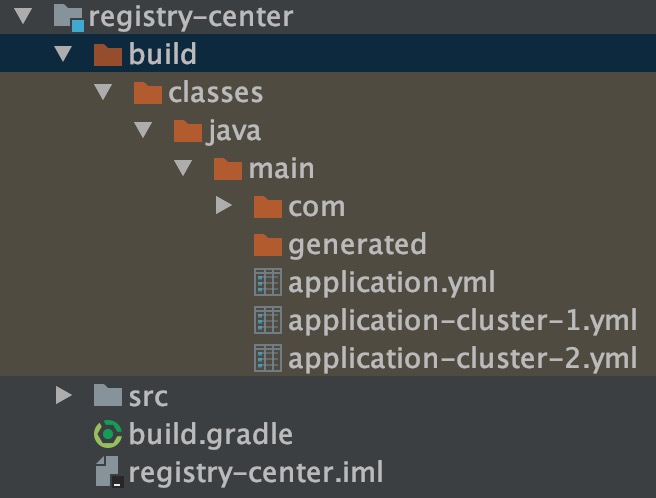 registry-center
build
classes
java
main
com
generated
application.yml
application-cluster-1.yml
application-cluster-2.yml
src
build.gradle
registry-center.iml